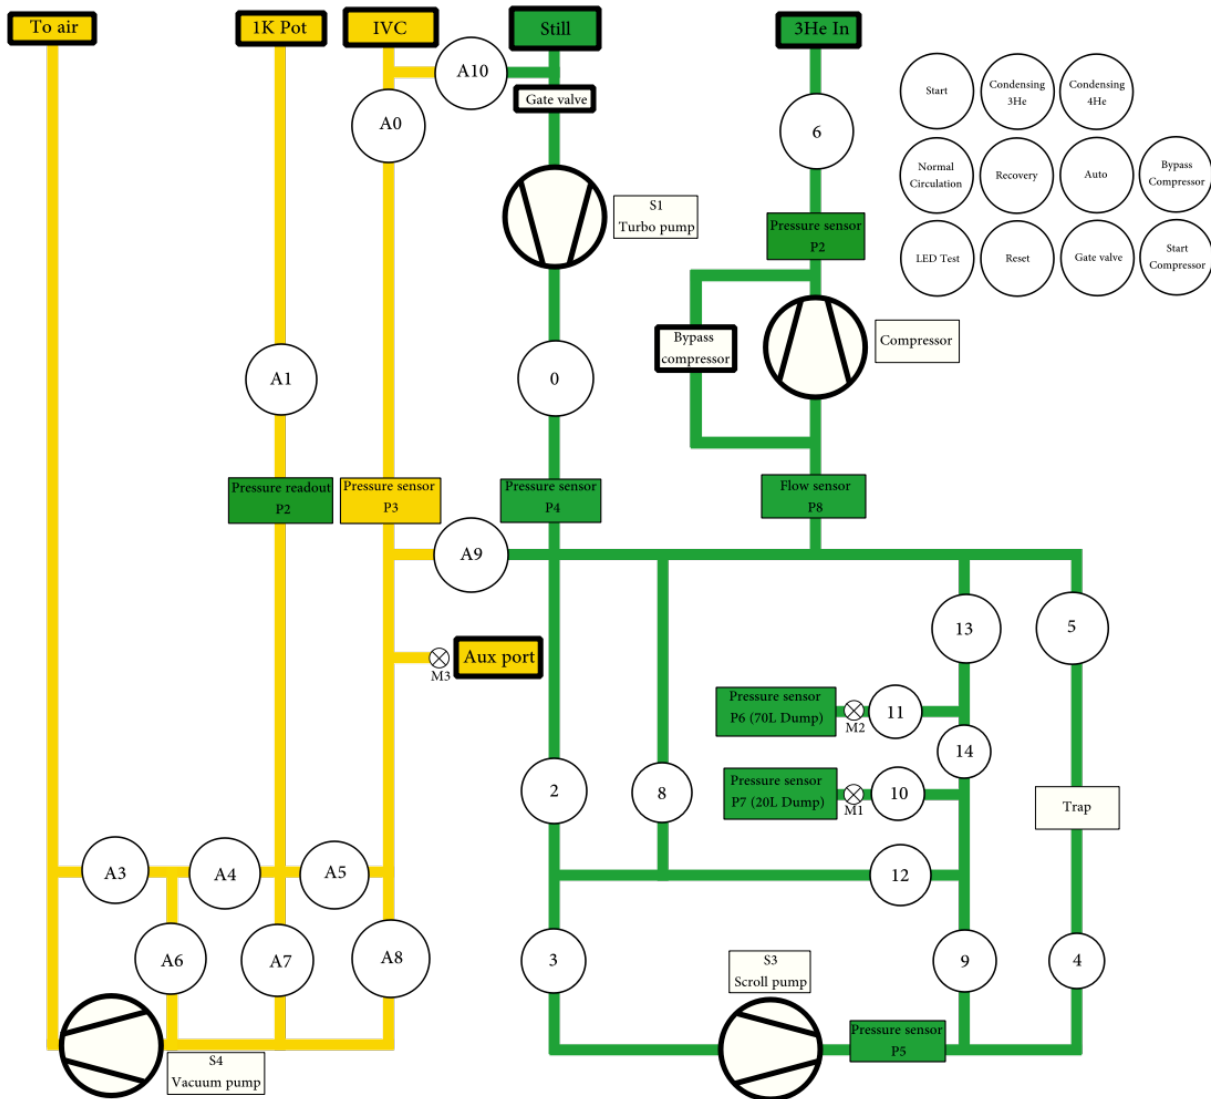 To air
1K Pot
IVC
Still
3He In
A10
Gate valve
A0
6
Start
Condensing
3He
Condensing
4He
Normal
Circulation
Recovery
Auto
Bypass
Compressor
S1
Turbo pump
Pressure sensor
P2
LED Test
Reset
Gate valve
Start
Compressor
Bypass
compressor
Compressor
A1
0
Pressure readout
P2
Pressure sensor
P3
Pressure sensor
P4
Flow sensor
P8
A9
13
5
Aux port
M3
Pressure sensor
P6 (70L Dump)
M2
11
14
2
8
Pressure sensor
P7 (20L Dump)
M1
10
Trap
A3
A4
A5
12
A6
A7
A8
3
S3
Scroll pump
9
4
Pressure sensor
P5
S4
Vacuum pump